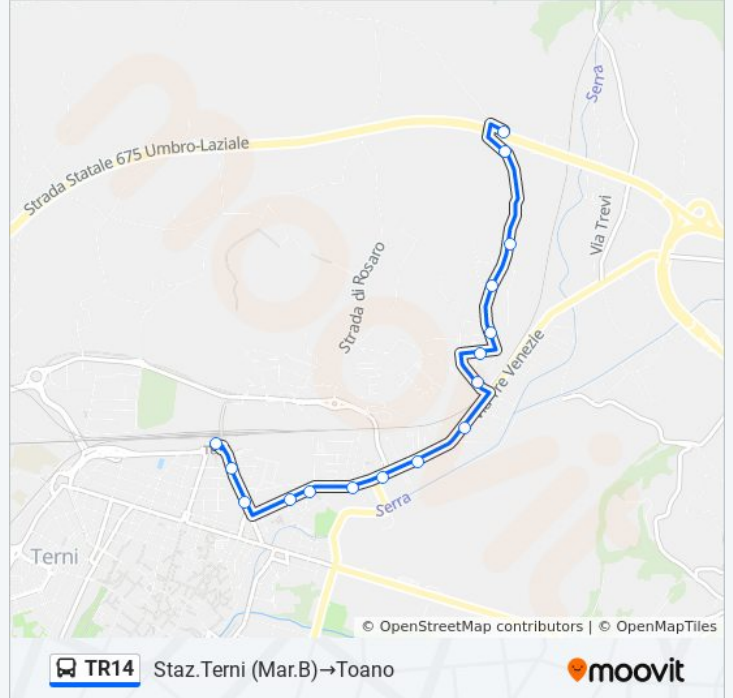 Serra
Strada Statale 675 Umbro-Laziale
Via Trevi
Strada di Rosaro
Tre Venezie
Serra
Terni
© OpenStreetMap contributors | © OpenMapTiles
TR14 Staz.Terni (Mar.B)→Toano moovit